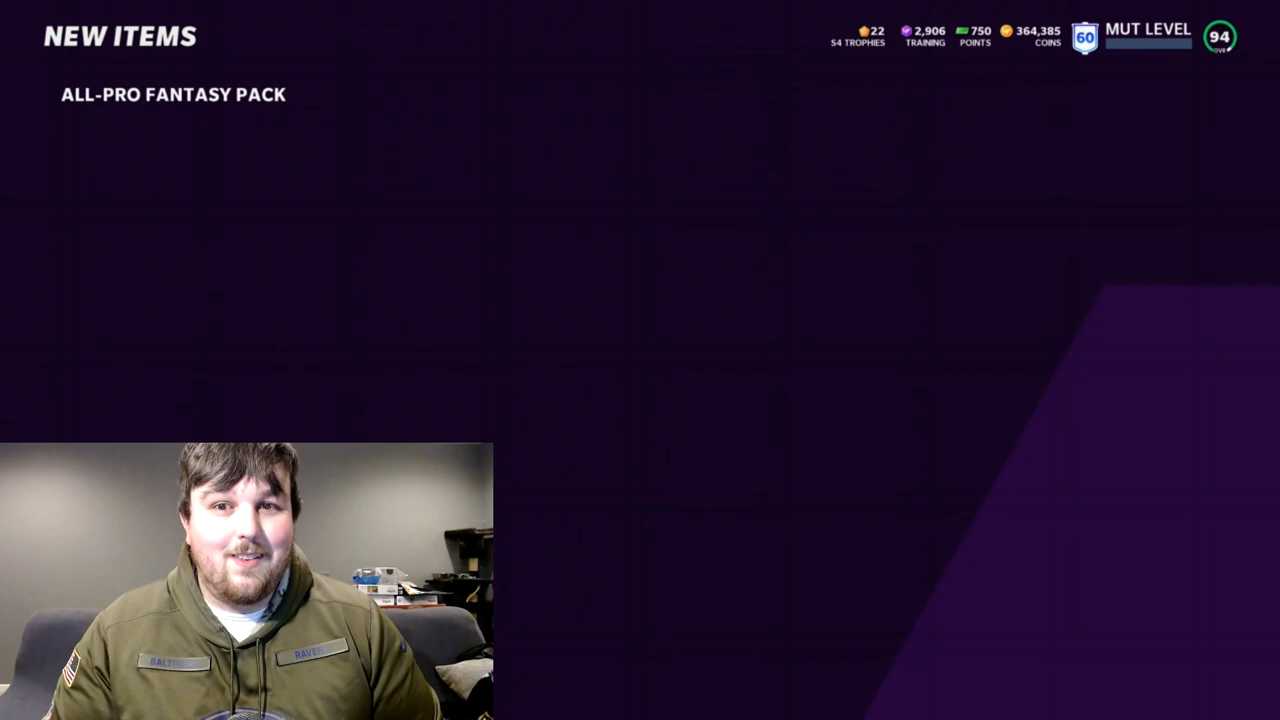 NEW ITEMS
22
S4 TROPHIES
2,906
TRAINING
750
POINTS
364,385
COINS
60
MUT LEVEL
94
OVR
ALL-PRO FANTASY PACK